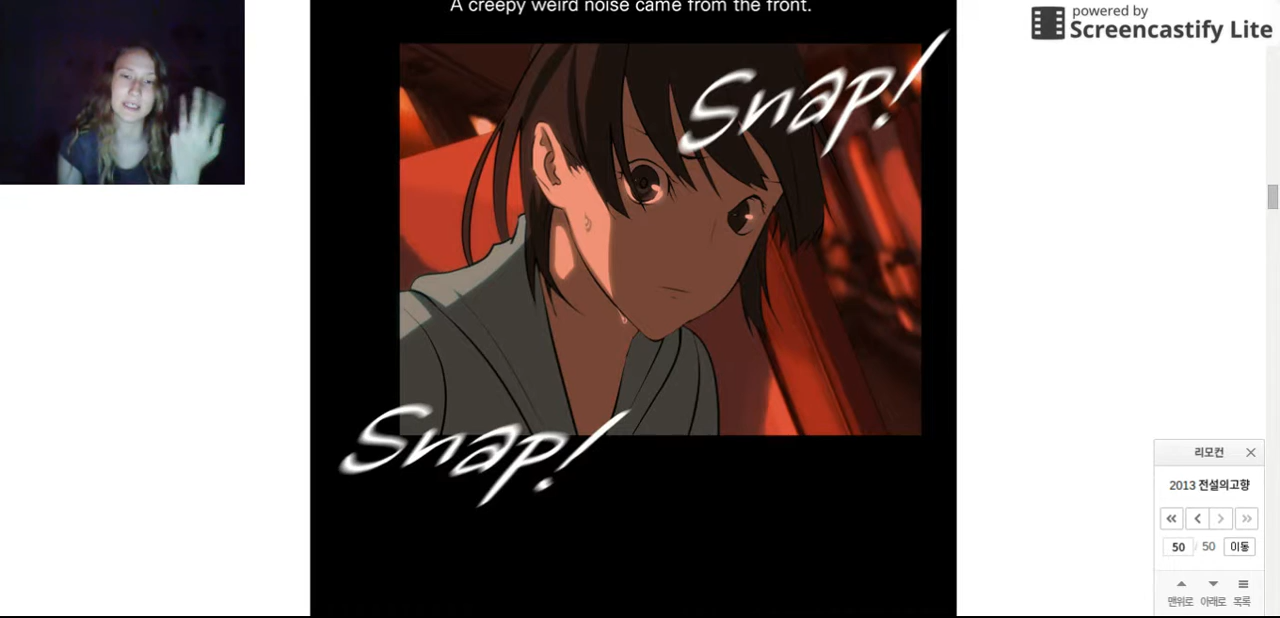 A creepy weird noise came from the front.
powered by
Screencastify Lite
Snap!
Snap!
리모컨
2013 전설의고향
50 / 50 이동
맨위로 아래로 목록